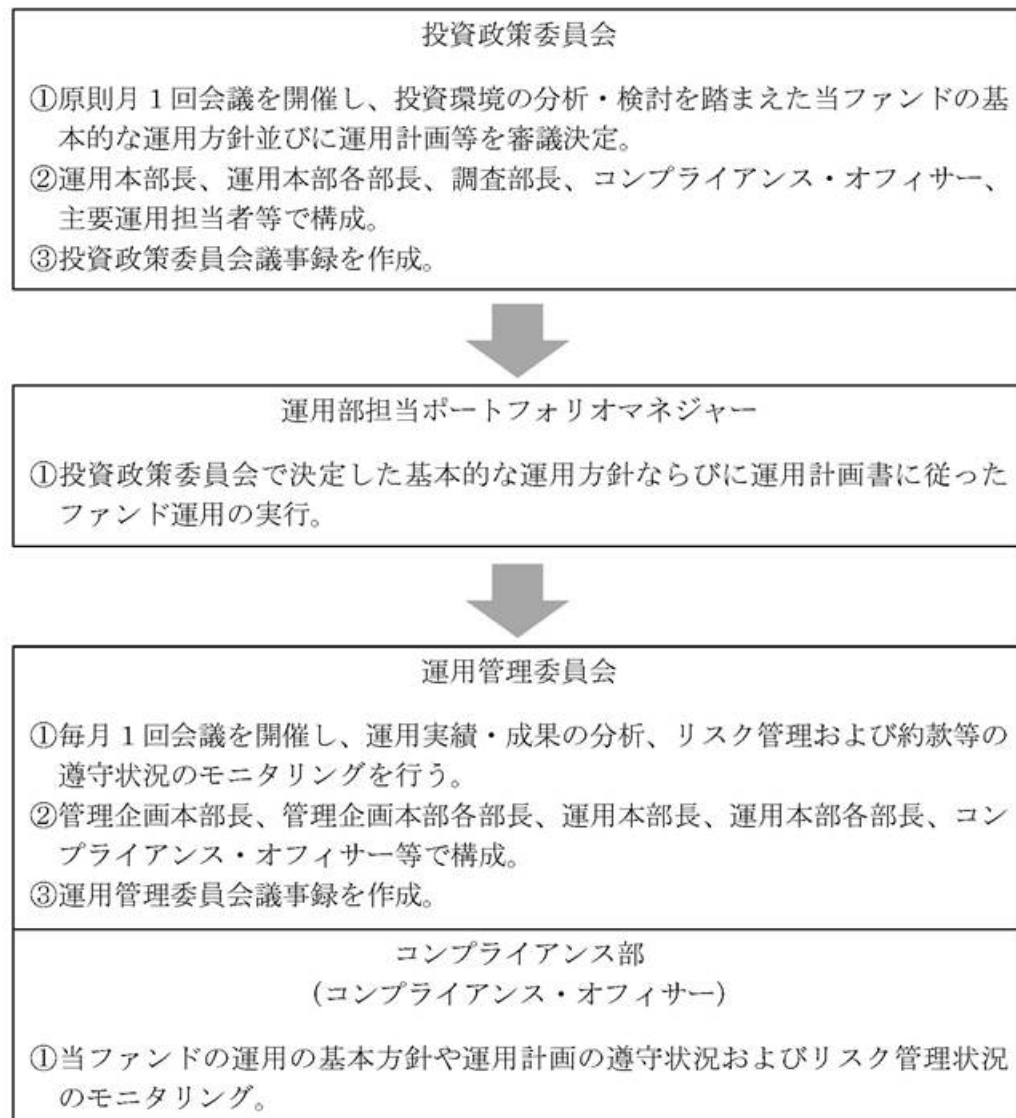 投資政策委員会
①原則月1回会議を開催し、投資環境の分析・検討を踏まえた当ファンドの基
本的な運用方針並びに運用計画等を審議決定。
②運用本部長、運用本部各部長、調査部長、コンプライアンス・オフィサー、
主要運用担当者等で構成。
③投資政策委員会議事録を作成。
運用部担当ポートフォリオマネジャー
①投資政策委員会で決定した基本的な運用方針ならびに運用計画書に従った
ファンド運用の実行。
運用管理委員会
①毎月1回会議を開催し、運用実績・成果の分析、リスク管理および約款等の
遵守状況のモニタリングを行う。
②管理企画本部長、管理企画本部各部長、運用本部長、運用本部各部長、コン
プライアンス・オフィサー等で構成。
③運用管理委員会議事録を作成。
コンプライアンス部
（コンプライアンス・オフィサー）
①当ファンドの運用の基本方針や運用計画の遵守状況およびリスク管理状況
のモニタリング。